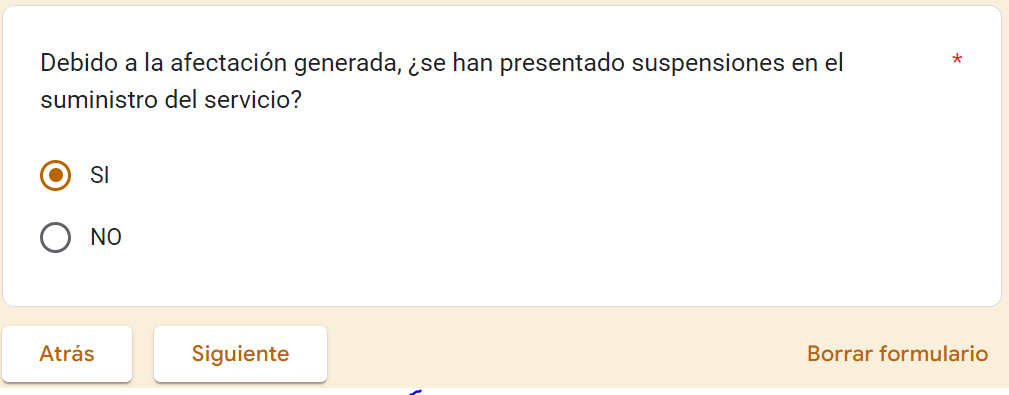 Debido a la afectación generada, ¿se han presentado suspensiones en el *
suministro del servicio?
SI
NO
Atrás Siguiente Borrar formulario